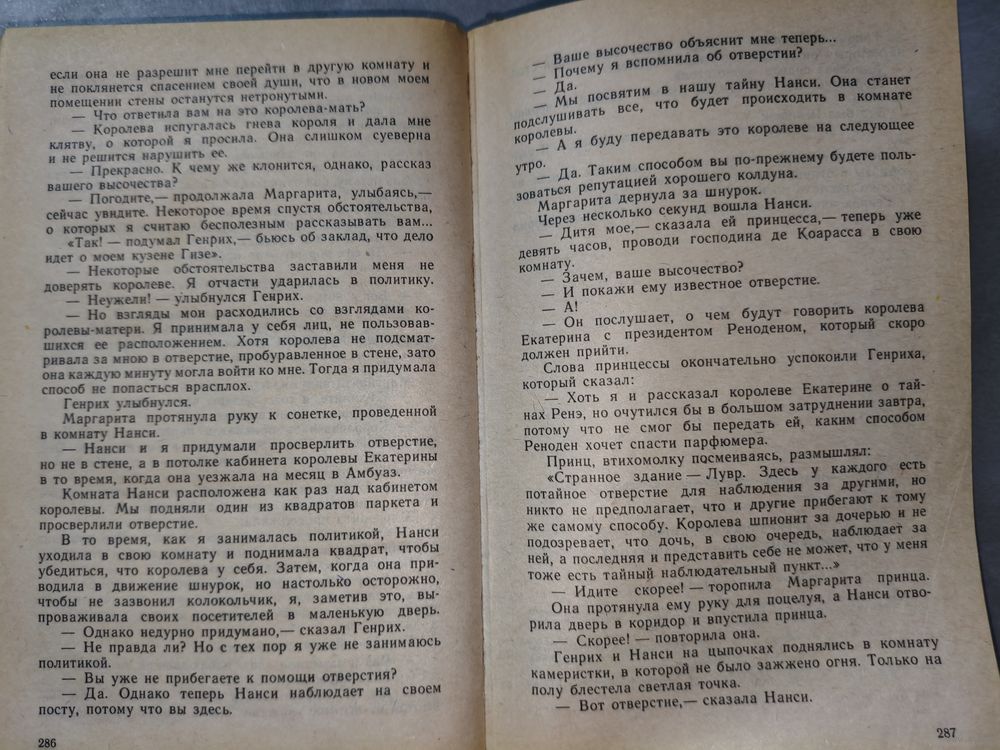 если она не разрешит мне перейти в другую комнату и
не поклянется спасением своей души, что в новом моем
помещении стены останутся нетронутыми.
— Что ответила вам на это королева-мать?
— Королева испугалась гнева короля и дала мне
клятву, о которой я просила. Она слишком суеверна
и не решится нарушить ее.
— Прекрасно. К чему же клонится, однако, рассказ
вашего высочества?
— Погодите,— продолжала Маргарита, улыбаясь,—
сейчас увидите. Некоторое время спустя обстоятельства,
о которых я считаю бесполезным рассказывать вам...
«Так! — подумал Генрих,— бьюсь об заклад, что дело
идет о моем кузене Гизе».
— Некоторые обстоятельства заставили меня не
доверять королеве. Я отчасти ударилась в политику.
— Неужели! — улыбнулся Генрих.
— Но взгляды мои расходились со взглядами ко-
ролевы-матери. Я принимала у себя лиц, не пользовав-
шихся ее расположением. Хотя королева не подсмат-
ривала за мною в отверстие, пробуравленное в стене, зато
она каждую минуту могла войти ко мне. Тогда я придумала
способ не попасться врасплох.
Генрих улыбнулся.
Маргарита протянула руку к сонетке, проведенной
в комнату Нанси.
— Нанси и я придумали просверлить отверстие,
но не в стене, а в потолке кабинета королевы Екатерины
в то время, когда она уезжала на месяц в Амбуаз.
Комната Нанси расположена как раз над кабинетом
королевы. Мы подняли один из квадратов паркета и
просверлили отверстие.
В то время, как я занималась политикой, Нанси
уходила в свою комнату и поднимала квадрат, чтобы
убедиться, что королева у себя. Затем, когда она при-
водила в движение шнурок, но настолько осторожно,
чтобы не зазвонил колокольчик, я, заметив это, вы-
проваживала своих посетителей в маленькую дверь.
— Однако недурно придумано,— сказал Генрих.
— Не правда ли? Но с тех пор я уже не занимаюсь
политикой.
— Вы уже не прибегаете к помощи отверстия?
— Да. Однако теперь Нанси наблюдает на своем
посту, потому что вы здесь.
286
— Ваше высочество объяснит мне теперь...
— Почему я вспомнила об отверстии?
— Да.
— Мы посвятим в нашу тайну Нанси. Она станет
подслушивать все, что будет происходить в комнате
королевы.
— А я буду передавать это королеве на следующее
утро.
— Да. Таким способом вы по-прежнему будете поль-
зоваться репутацией хорошего колдуна.
Маргарита дернула за шнурок.
Через несколько секунд вошла Нанси.
— Дитя мое,— сказала ей принцесса,— теперь уже
девять часов, проводи господина де Коарасса в свою
комнату.
— Зачем, ваше высочество?
— И покажи ему известное отверстие.
— А!
— Он послушает, о чем будут говорить королева
Екатерина с президентом Реноденом, который скоро
должен прийти.
Слова принцессы окончательно успокоили Генриха,
который сказал:
— Хоть я и рассказал королеве Екатерине о тай-
нах Ренэ, но очутился бы в большом затруднении завтра,
потому что не смог бы передать ей, каким способом
Реноден хочет спасти парфюмера.
Принц, втихомолку посмеиваясь, размышлял:
«Странное здание — Лувр. Здесь у каждого есть
потайное отверстие для наблюдения за другими, но
никто не предполагает, что и другие прибегают к тому
же самому способу. Королева шпионит за дочерью и не
подозревает, что дочь, в свою очередь, наблюдает за
ней, а последняя и представить себе не может, что у меня
тоже есть тайный наблюдательный пункт...»
— Идите скорее! — торопила Маргарита принца.
Она протянула ему руку для поцелуя, а Нанси отво-
рила дверь в коридор и впустила принца.
— Скорее! — повторила она.
Генрих и Нанси на цыпочках поднялись в комнату
камеристки, в которой не было зажжено огня. Только на
полу блестела светлая точка.
— Вот отверстие,— сказала Нанси.
287